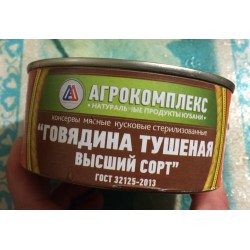 АГРОКОМПЛЕКС
• НАТУРАЛЬНЫЕ ПРОДУКТЫ КУБАНИ •
консервы мясные кусковые стерилизованные
"ГОВЯДИНА ТУШЕНАЯ
ВЫСШИЙ СОРТ"
ГОСТ 32125-2013